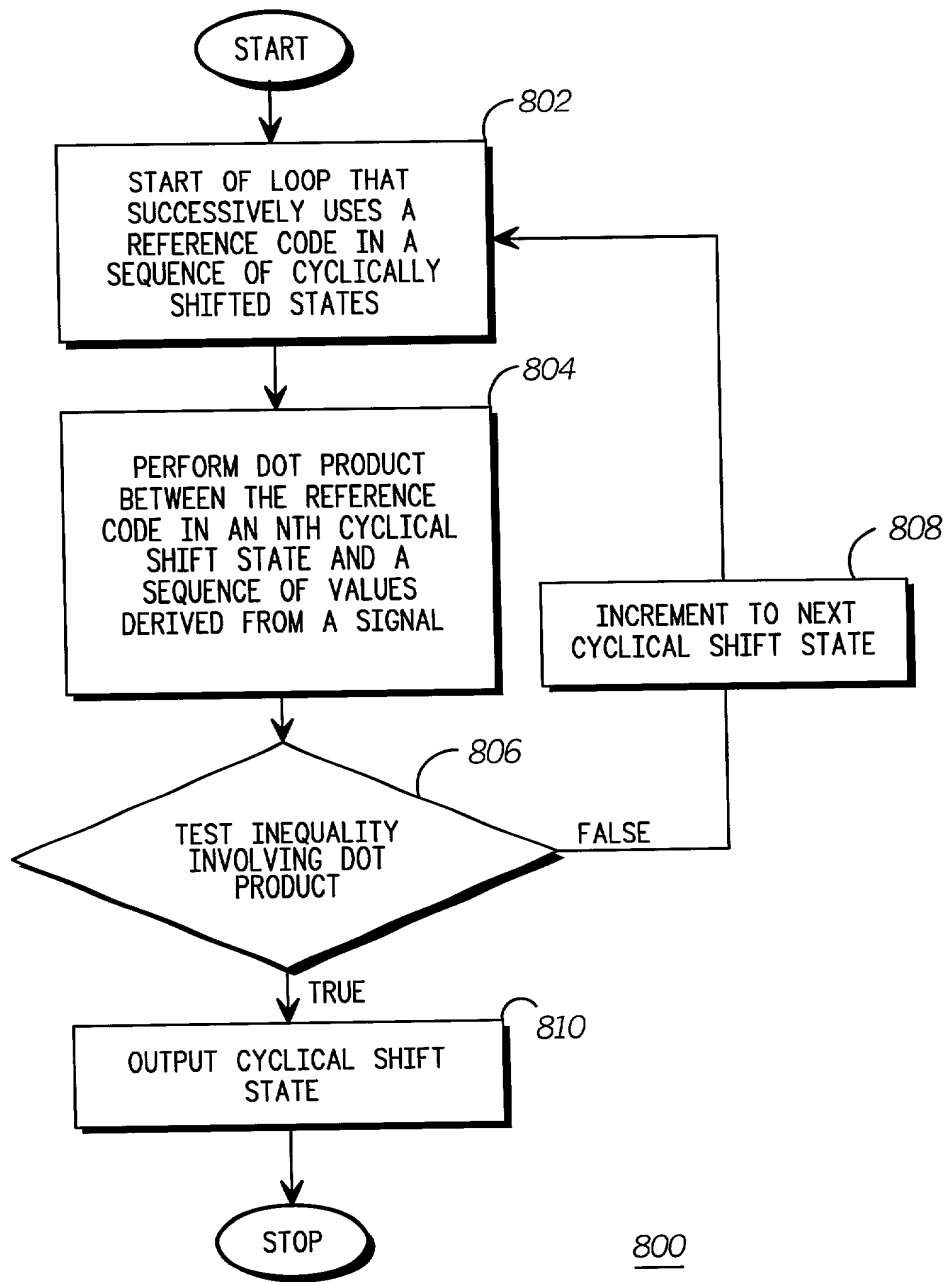 START
802
START OF LOOP THAT
SUCCESSIVELY USES A
REFERENCE CODE IN A
SEQUENCE OF CYCLICALLY
SHIFTED STATES
804
PERFORM DOT PRODUCT
BETWEEN THE REFERENCE
CODE IN AN NTH CYCLICAL
SHIFT STATE AND A
SEQUENCE OF VALUES
DERIVED FROM A SIGNAL
808
INCREMENT TO NEXT
CYCLICAL SHIFT STATE
806
TEST INEQUALITY
INVOLVING DOT
PRODUCT
FALSE
TRUE
810
OUTPUT CYCLICAL SHIFT
STATE
STOP
800